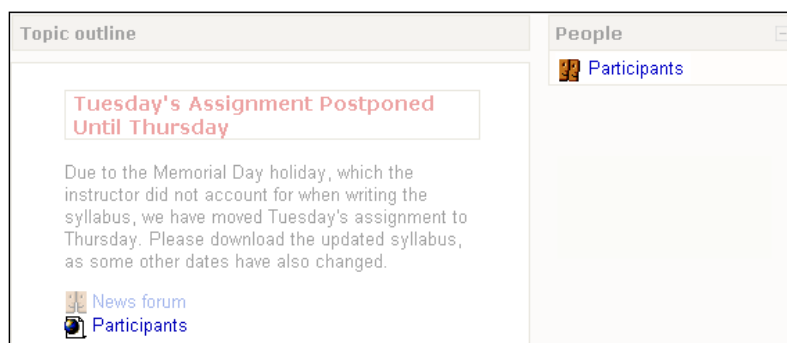 Topic outline
Tuesday's Assignment Postponed
Until Thursday
Due to the Memorial Day holiday, which the
instructor did not account for when writing the
syllabus, we have moved Tuesday's assignment to
Thursday. Please download the updated syllabus,
as some other dates have also changed.
News forum
Participants
People
Participants